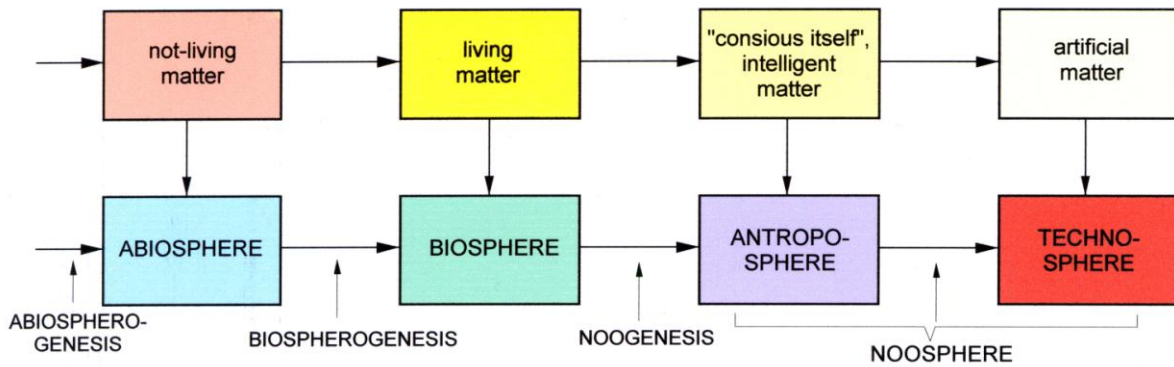 not-living
matter
living
matter
"consious itself",
intelligent
matter
artificial
matter
ABIOSPHERE
BIOSPHERE
ANTROPO-
SPHERE
TECHNO-
SPHERE
ABIOSPHERO-
GENESIS
BIOSPHEROGENESIS
NOOGENESIS
NOOSPHERE